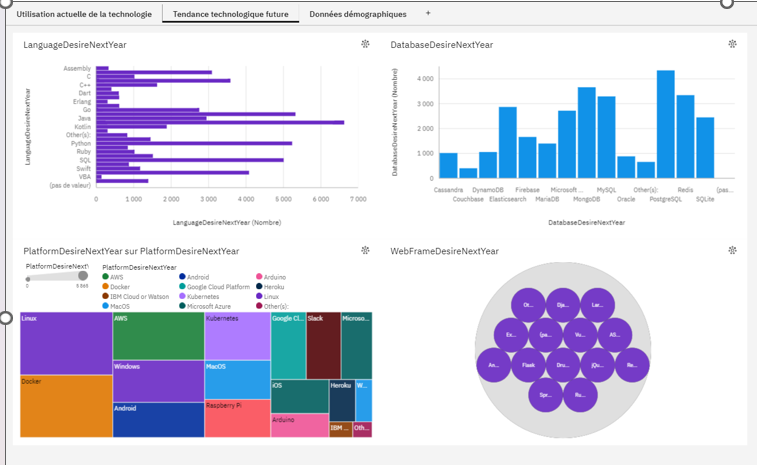 Utilisation actuelle de la technologie
Tendance technologique future
Données démographiques
+
LanguageDesireNextYear
LanguageDesireNextYear
Assembly
C
C++
Dart
Erlang
Go
Java
Kotlin
Other(s):
Python
Ruby
SQL
Swift
VBA
(pas de valeur)
0 1 000 2 000 3 000 4 000 5 000 6 000 7 000
LanguageDesireNextYear (Nombre)
DatabaseDesireNextYear
DatabaseDesireNextYear (Nombre)
4 000
3 000
2 000
1 000
0
Cassandra DynamoDB Firebase Microsoft ... MySQL Other(s): Redis (pas...
Couchbase Elasticsearch MariaDB MongoDB Oracle PostgreSQL SQLite
DatabaseDesireNextYear
PlatformDesireNextYear sur PlatformDesireNextYear
PlatformDesireNext\
0
PlatformDesireNextYear
AWS Android Arduino
Docker Google Cloud Platform Heroku
IBM Cloud or Watson Kubernetes Linux
MacOS Microsoft Azure Other(s):
Linux
AWS
Kubernetes
Google Cl...
Slack
Microso...
Windows
MacOS
Docker
iOS
Heroku
W...
Android
Raspberry Pi
Arduino
IBM ...
Oth...
WebFrameDesireNextYear
Ot... Dja... Lar...
Ex... (pa... Vu... AS...
An... Flask Dru... jQu... Re...
Spr... Ru...